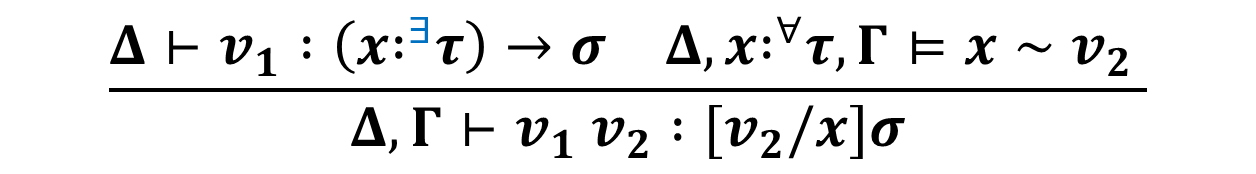 Δ ⊢ v₁ : (x:^∃ τ) → σ    Δ, x:^∀ τ, Γ ⊨ x ~ v₂
Δ, Γ ⊢ v₁ v₂ : [v₂/x]σ